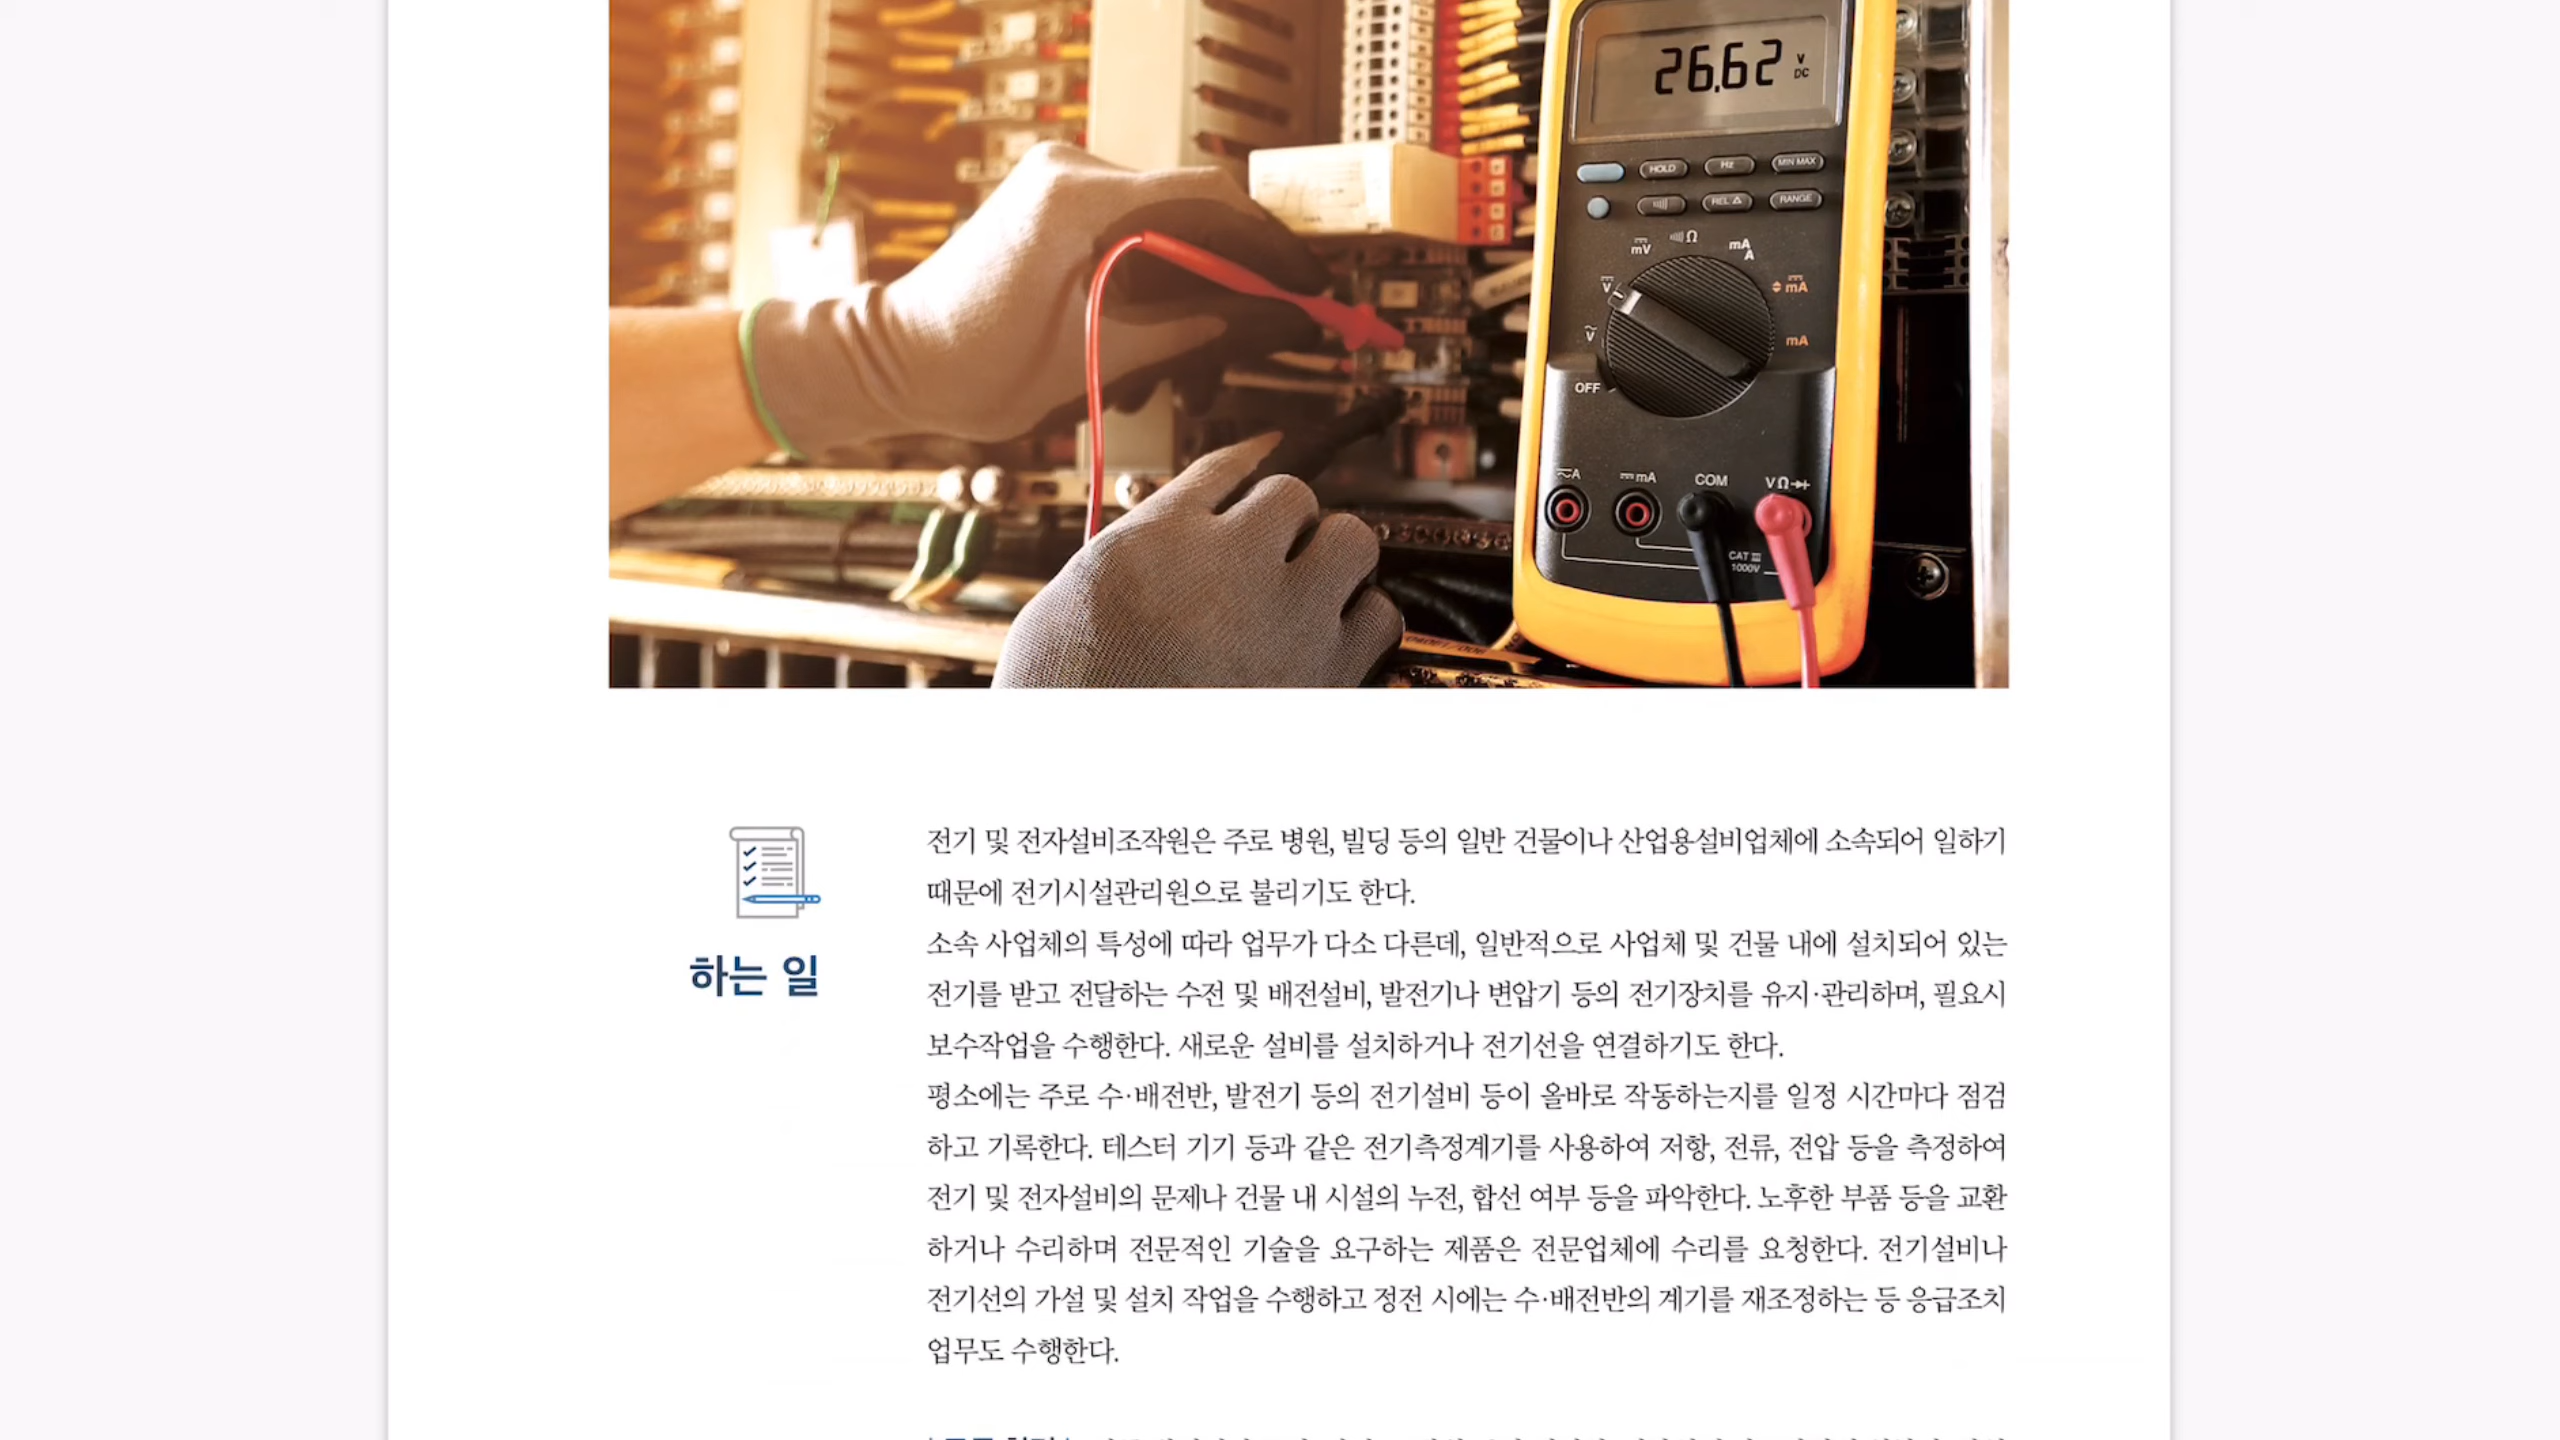 26.62 V DC
HOLD Hz MIN MAX
REL △ RANGE
mV Ω mA A
V mA
V mA
OFF
A mA COM VΩ
CAT III
1000V
전기 및 전자설비조작원은 주로 병원, 빌딩 등의 일반 건물이나 산업용설비업체에 소속되어 일하기
때문에 전기시설관리원으로 불리기도 한다.
하는 일
소속 사업체의 특성에 따라 업무가 다소 다른데, 일반적으로 사업체 및 건물 내에 설치되어 있는
전기를 받고 전달하는 수전 및 배전설비, 발전기나 변압기 등의 전기장치를 유지·관리하며, 필요시
보수작업을 수행한다. 새로운 설비를 설치하거나 전기선을 연결하기도 한다.
평소에는 주로 수·배전반, 발전기 등의 전기설비 등이 올바로 작동하는지를 일정 시간마다 점검
하고 기록한다. 테스터 기기 등과 같은 전기측정계기를 사용하여 저항, 전류, 전압 등을 측정하여
전기 및 전자설비의 문제나 건물 내 시설의 누전, 합선 여부 등을 파악한다. 노후한 부품 등을 교환
하거나 수리하며 전문적인 기술을 요구하는 제품은 전문업체에 수리를 요청한다. 전기설비나
전기선의 가설 및 설치 작업을 수행하고 정전 시에는 수·배전반의 계기를 재조정하는 등 응급조치
업무도 수행한다.